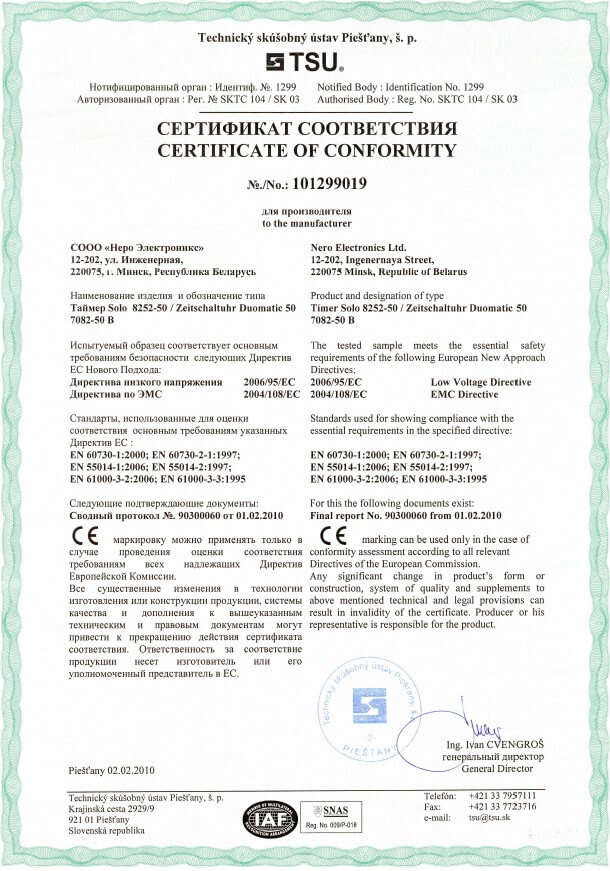 Technický skúšobný ústav Piešťany, š. p.
TSU®
Нотифицированный орган : Идентиф. №. 1299
Авторизованный орган : Рег. № SKTC 104 / SK 03
Notified Body : Identification No. 1299
Authorised Body : Reg. No. SKTC 104 / SK 03
СЕРТИФИКАТ СООТВЕТСТВИЯ
CERTIFICATE OF CONFORMITY
№./No.: 101299019
для производителя
to the manufacturer
СООО «Неро Электроникс»
12-202, ул. Инженерная,
220075, г. Минск, Республика Беларусь
Nero Electronics Ltd.
12-202, Ingenernaya Street,
220075 Minsk, Republic of Belarus
Наименование изделия и обозначение типа
Таймер Solo 8252-50 / Zeitschaltuhr Duomatic 50
7082-50 B
Product and designation of type
Timer Solo 8252-50 / Zeitschaltuhr Duomatic 50
7082-50 B
Испытуемый образец соответствует основным
требованиям безопасности следующих Директив
ЕС Нового Подхода:
Директива низкого напряжения 2006/95/EC
Директива по ЭМС 2004/108/EC
The tested sample meets the essential safety
requirements of the following European New Approach
Directives:
2006/95/EC Low Voltage Directive
2004/108/EC EMC Directive
Стандарты, использованные для оценки
соответствия основным требованиям указанных
Директив ЕС :
EN 60730-1:2000; EN 60730-2-1:1997;
EN 55014-1:2006; EN 55014-2:1997;
EN 61000-3-2:2006; EN 61000-3-3:1995
Standards used for showing compliance with the
essential requirements in the specified directive:
EN 60730-1:2000; EN 60730-2-1:1997;
EN 55014-1:2006; EN 55014-2:1997;
EN 61000-3-2:2006; EN 61000-3-3:1995
Следующие подтверждающие документы:
Сводный протокол №. 90300060 от 01.02.2010
For this the following documents exist:
Final report No. 90300060 from 01.02.2010
CE маркировку можно применять только в
случае проведения оценки соответствия
требованиям всех надлежащих Директив
Европейской Комиссии.
Все существенные изменения в технологии
изготовления или конструкции продукции, системы
качества и дополнения к вышеуказанным
техническим и правовым документам могут
привести к прекращению действия сертификата
соответствия. Ответственность за соответствие
продукции несет изготовитель или его
уполномоченный представитель в ЕС.
CE marking can be used only in the case of
conformity assessment according to all relevant
Directives of the European Commission.
Any significant change in product's form or
construction, system of quality and supplements to
above mentioned technical and legal provisions can
result in invalidity of the certificate. Producer or his
representative is responsible for the product.
Technický skúšobný ústav Piešťany, š.p.
-2-
PIEŠŤANY
Ing. Ivan CVENGROŠ
генеральный директор
General Director
Piešťany 02.02.2010
Technický skúšobný ústav Piešťany, š. p.
Krajinská cesta 2929/9
921 01 Piešťany
Slovenská republika
MEMBER OF MULTILATERAL
IAF
RECOGNITION ARRANGEMENT
SNAS
Reg. No. 009/P-018
Telefón: +421 33 7957111
Fax: +421 33 7723716
e-mail: tsu@tsu.sk